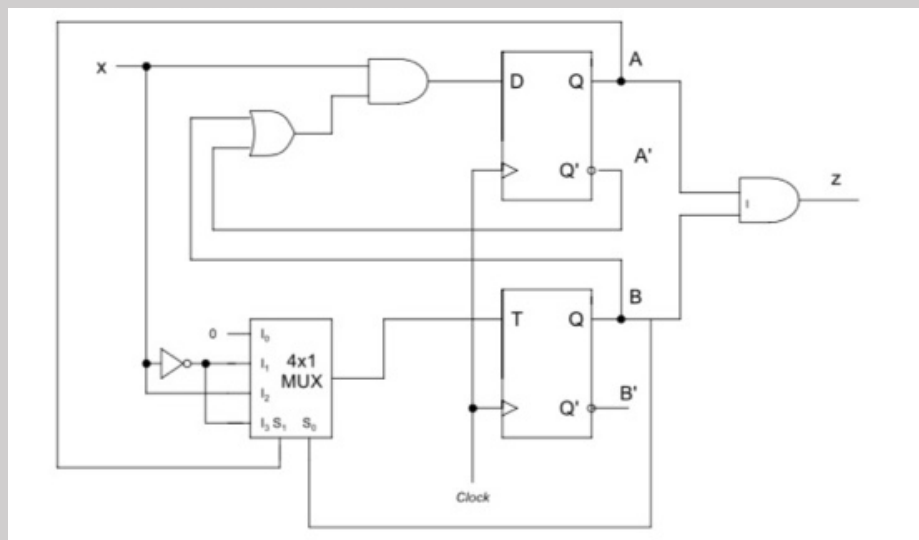 A
x
D Q
A'
Q'
z
B
T Q
0 I₀
I₁ 4x1
MUX
I₂
B'
I₃ S₁ S₀
Q'
Clock